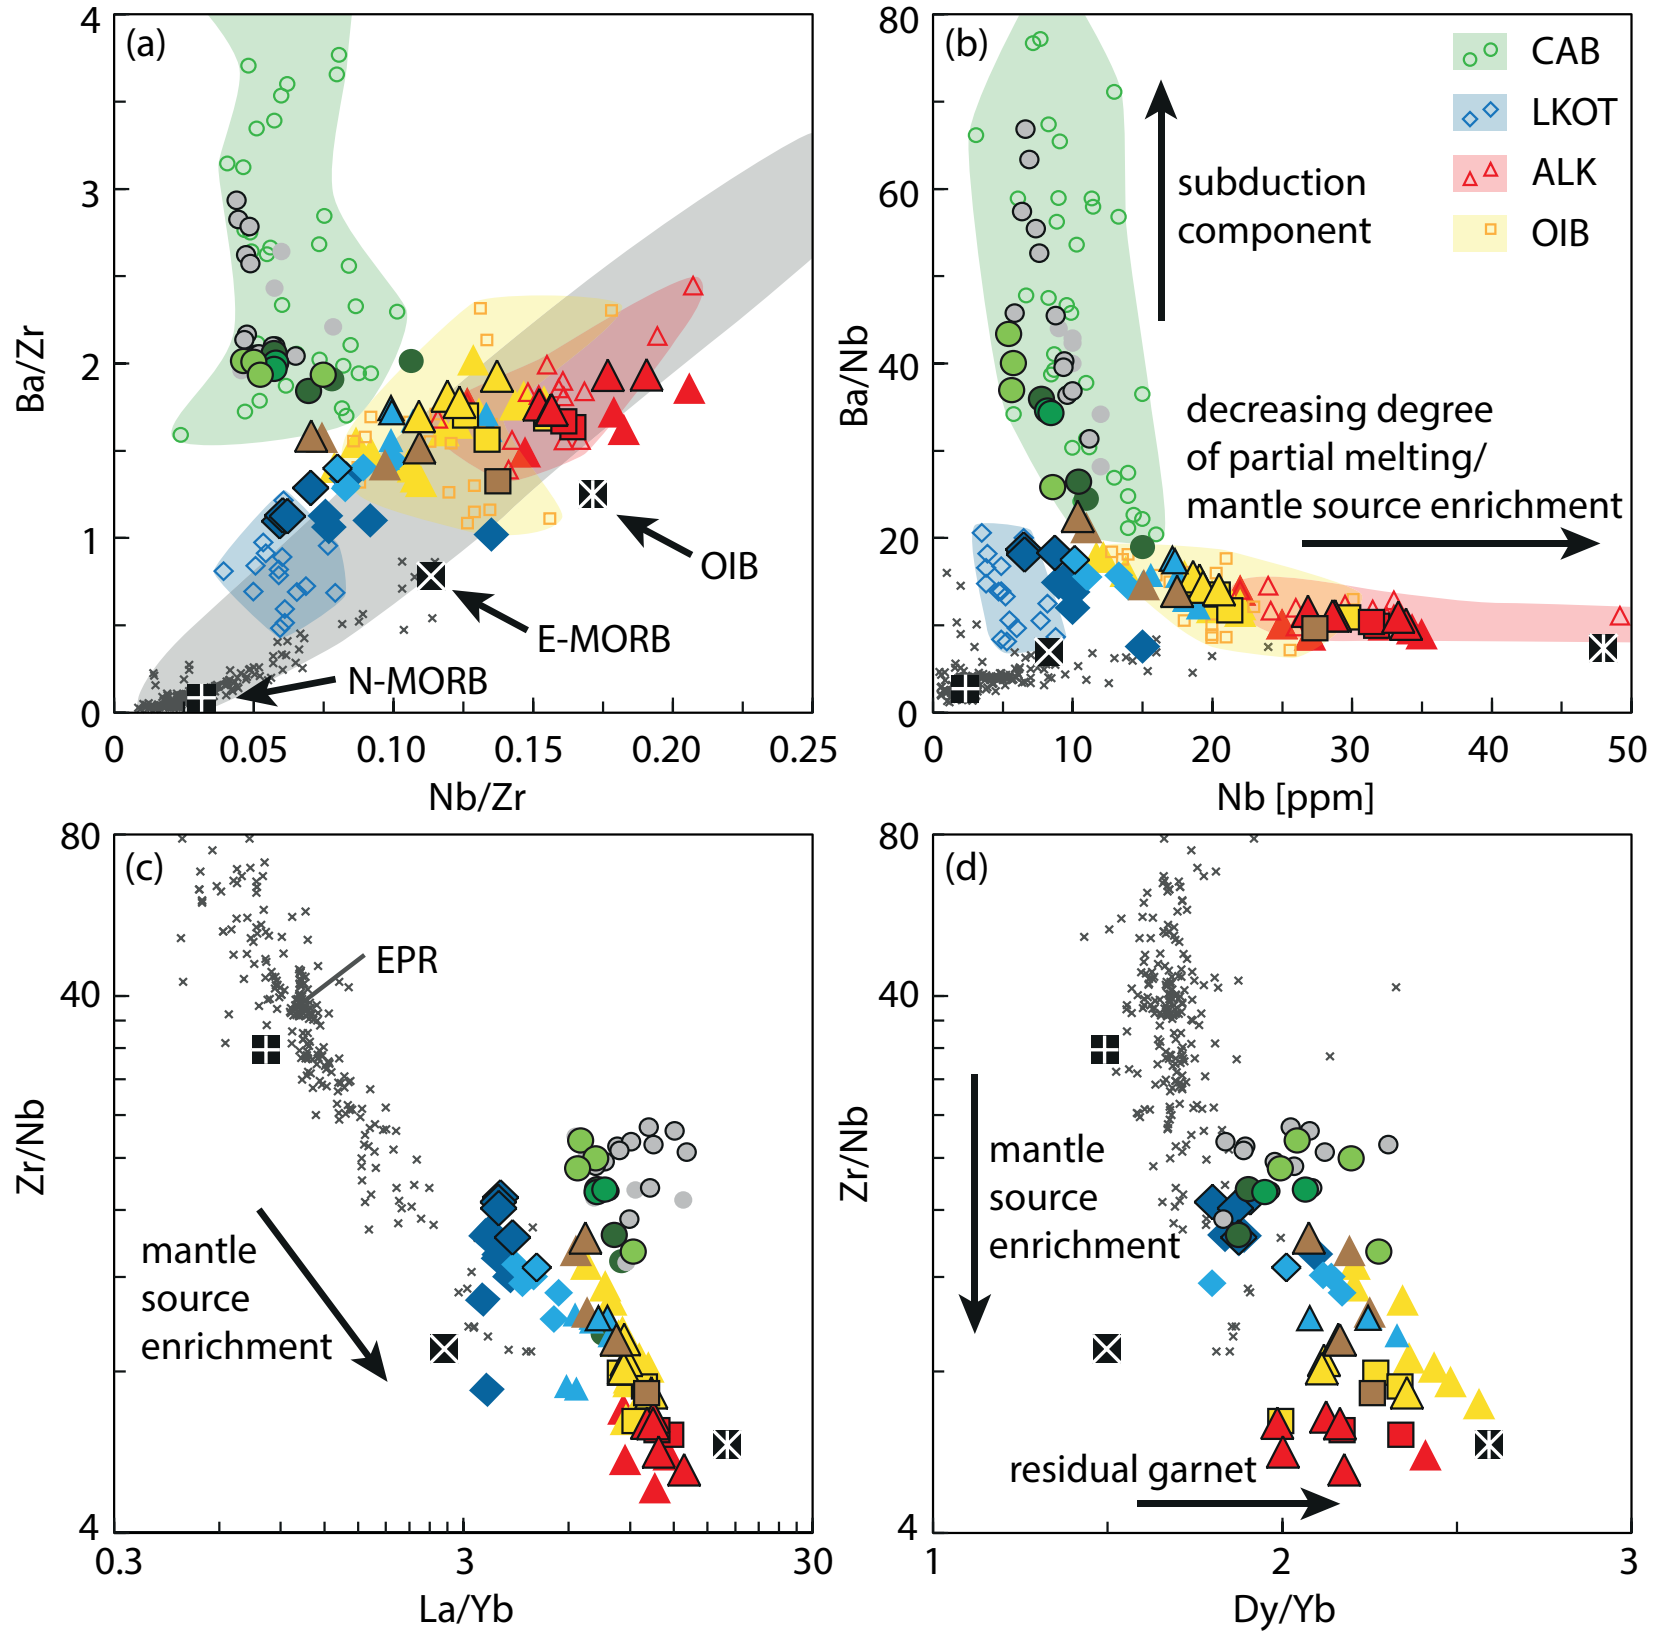 (a)
4
3
2
1
0
Ba/Zr
0
0.05
0.10
0.15
0.20
0.25
Nb/Zr
OIB
E-MORB
N-MORB
(b)
80
60
40
20
0
Ba/Nb
0
10
20
30
40
50
Nb [ppm]
CAB
LKOT
ALK
OIB
subduction
component
decreasing degree
of partial melting/
mantle source enrichment
(c)
80
40
4
Zr/Nb
0.3
3
30
La/Yb
EPR
mantle
source
enrichment
(d)
80
40
4
Zr/Nb
1
2
3
Dy/Yb
mantle
source
enrichment
residual garnet